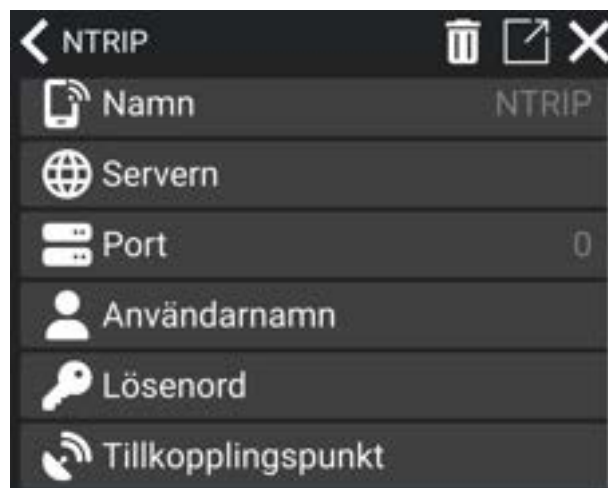 NTRIP
Namn NTRIP
Servern
Port 0
Användarnamn
Lösenord
Tillkopplingspunkt